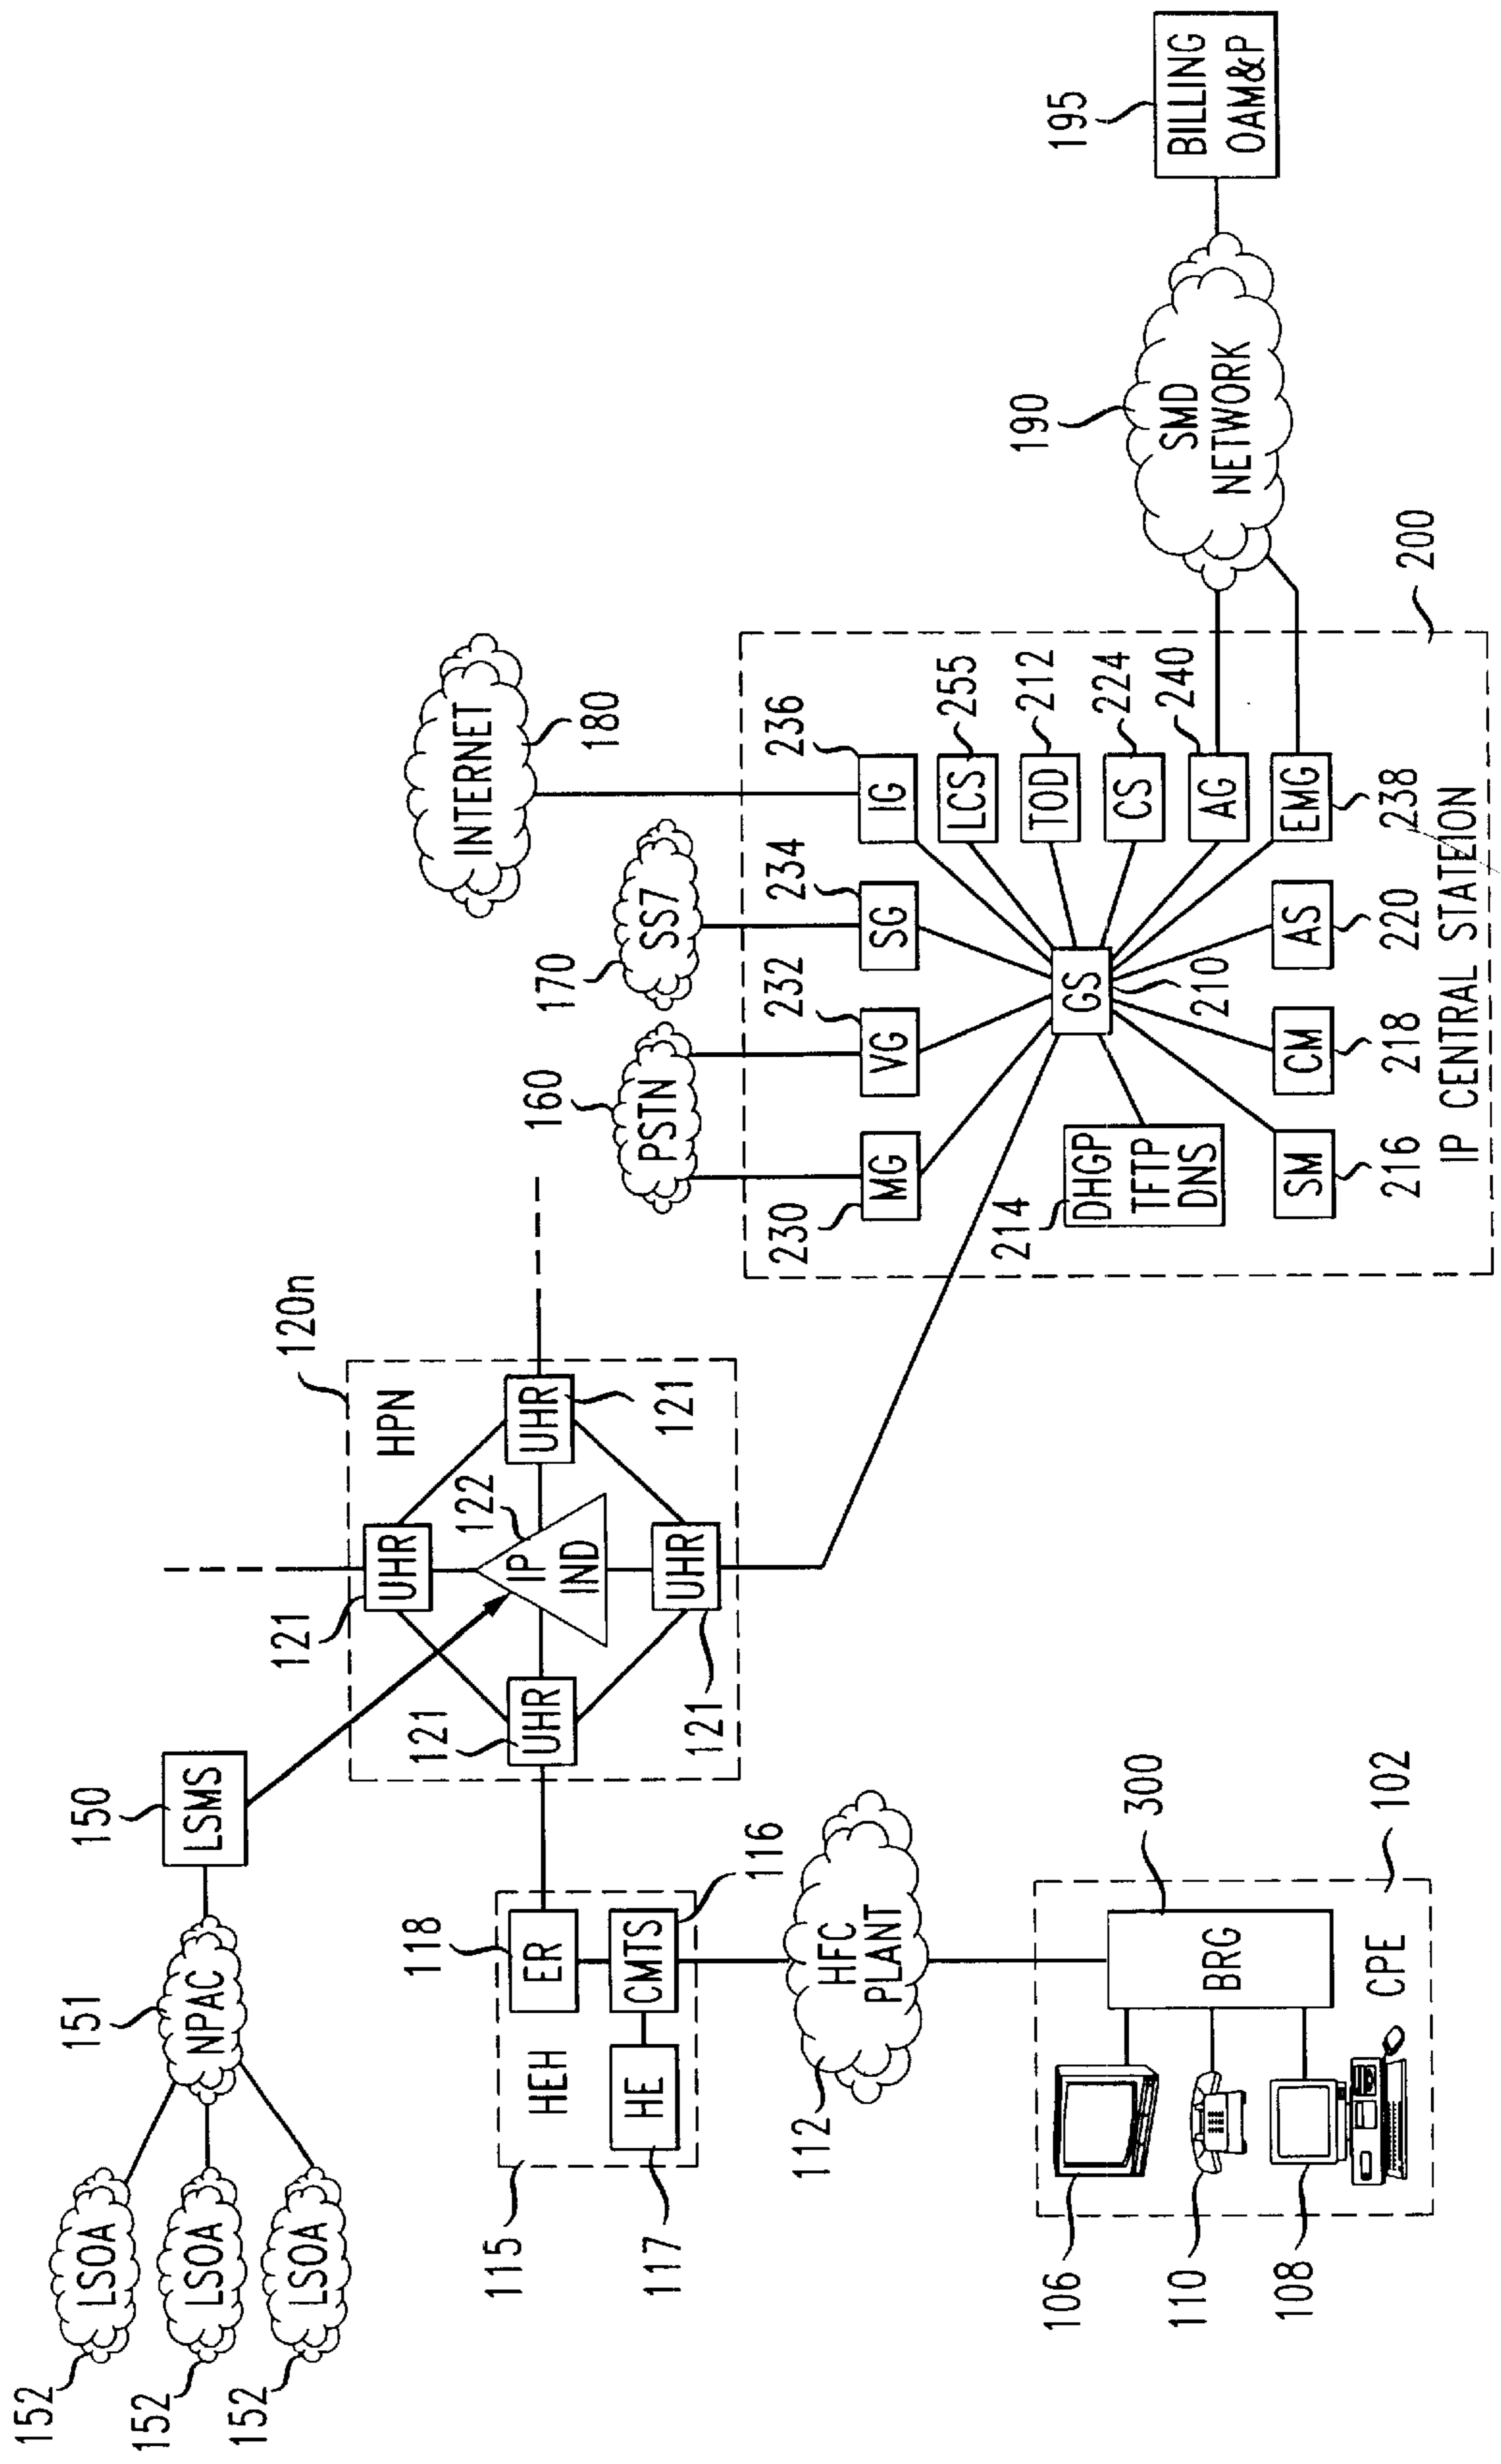 152
LSOA
152
LSOA
152
LSOA
151
NPAC
150
LSMS
115
HEH
118
ER
116
CMTS
117
HE
120n
HPN
121
UHR
121
UHR
122
IP
IND
121
UHR
121
UHR
112
HFC
PLANT
106
110
108
300
BRG
CPE
102
160
PSTN
170
SS7
INTERNET
180
230
MG
232
VG
234
SG
236
IG
LCS
255
TOD
212
CS
224
AG
240
EMG
238
GS
210
214
DHGP
TFTP
DNS
SM
216
CM
218
AS
220
IP CENTRAL STATION
200
190
SMD
NETWORK
195
BILLING
OAM&P